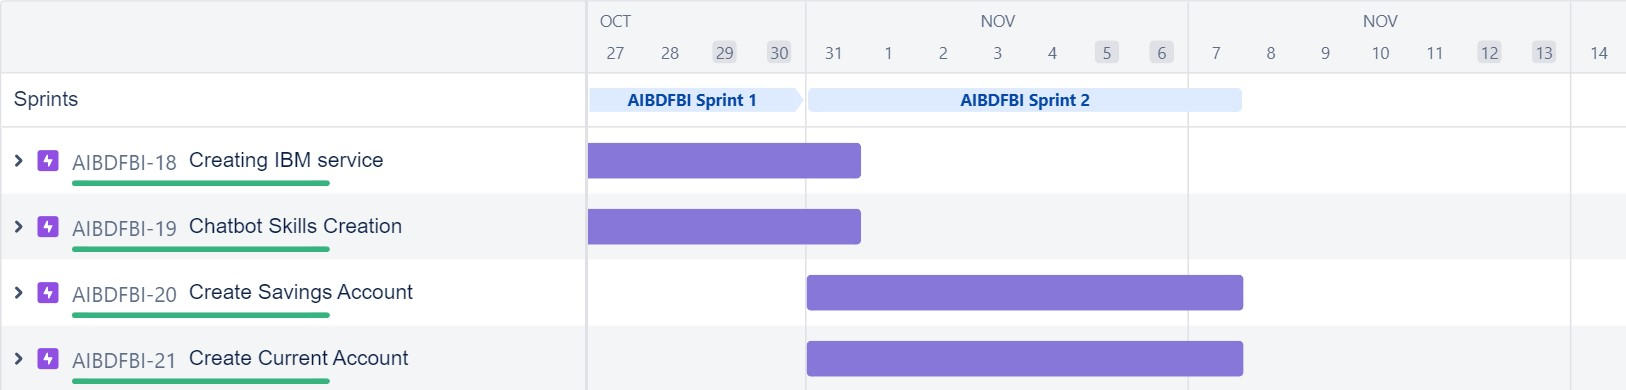 OCT NOV NOV
27 28 29 30 31 1 2 3 4 5 6 7 8 9 10 11 12 13 14
Sprints AIBDFBI Sprint 1 AIBDFBI Sprint 2
AIBDFBI-18 Creating IBM service
AIBDFBI-19 Chatbot Skills Creation
AIBDFBI-20 Create Savings Account
AIBDFBI-21 Create Current Account